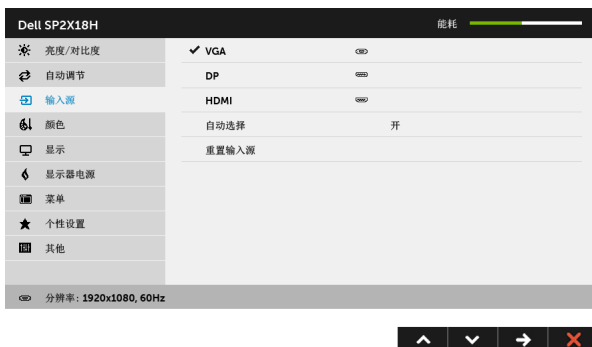 Dell SP2X18H 能耗
亮度/对比度 VGA
自动调节 DP
输入源 HDMI
颜色 自动选择 开
显示 重置输入源
显示器电源
菜单
个性设置
其他
分辨率: 1920x1080, 60Hz